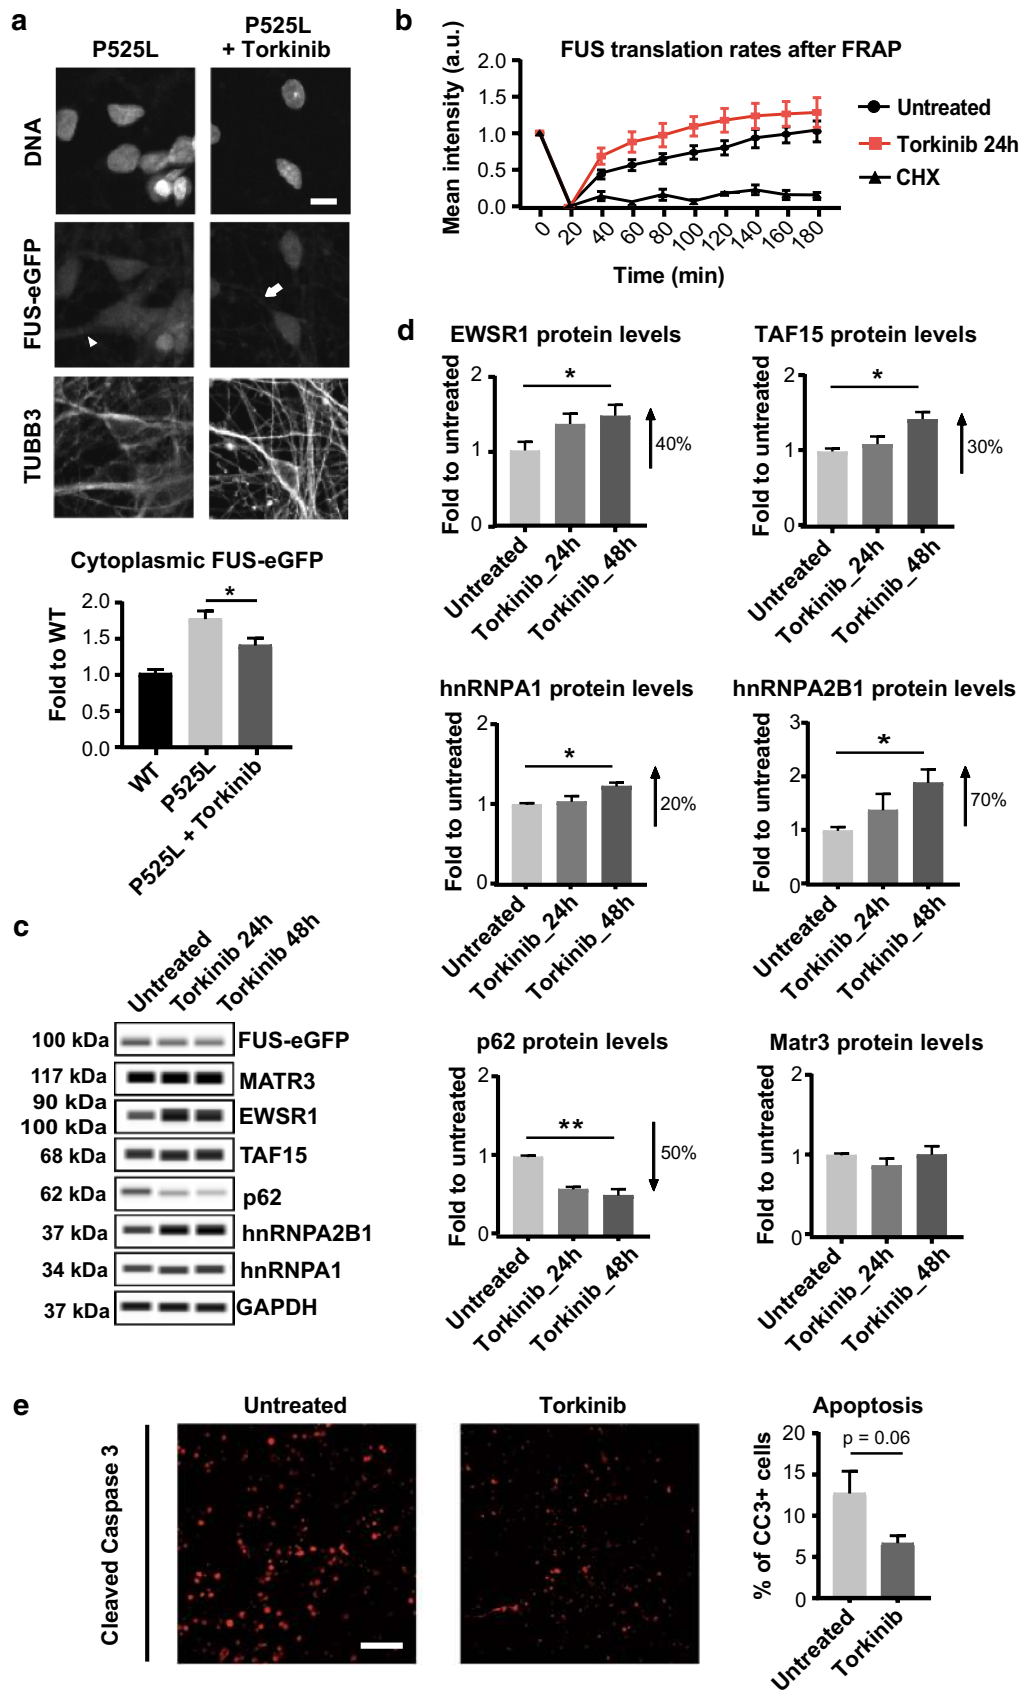 a
P525L
P525L
+ Torkinib
DNA
FUS-eGFP
TUBB3
Cytoplasmic FUS-eGFP
Fold to WT
2.0
1.5
1.0
0.5
0.0
*
WT
P525L
P525L + Torkinib
b
FUS translation rates after FRAP
Mean intensity (a.u.)
2.0
1.5
1.0
0.5
0.0
0
20
40
60
80
100
120
140
160
180
Time (min)
Untreated
Torkinib 24h
CHX
c
Untreated
Torkinib 24h
Torkinib 48h
100 kDa
FUS-eGFP
117 kDa
MATR3
90 kDa
100 kDa
EWSR1
68 kDa
TAF15
62 kDa
p62
37 kDa
hnRNPA2B1
34 kDa
hnRNPA1
37 kDa
GAPDH
d
EWSR1 protein levels
Fold to untreated
2
1
0
*
40%
Untreated
Torkinib_24h
Torkinib_48h
TAF15 protein levels
Fold to untreated
2
1
0
*
30%
Untreated
Torkinib_24h
Torkinib_48h
hnRNPA1 protein levels
Fold to untreated
2
1
0
*
20%
Untreated
Torkinib_24h
Torkinib_48h
hnRNPA2B1 protein levels
Fold to untreated
3
2
1
0
*
70%
Untreated
Torkinib_24h
Torkinib_48h
p62 protein levels
Fold to untreated
2
1
0
**
50%
Untreated
Torkinib_24h
Torkinib_48h
Matr3 protein levels
Fold to untreated
2
1
0
Untreated
Torkinib_24h
Torkinib_48h
e
Cleaved Caspase 3
Untreated
Torkinib
Apoptosis
% of CC3+ cells
20
15
10
5
0
p = 0.06
Untreated
Torkinib